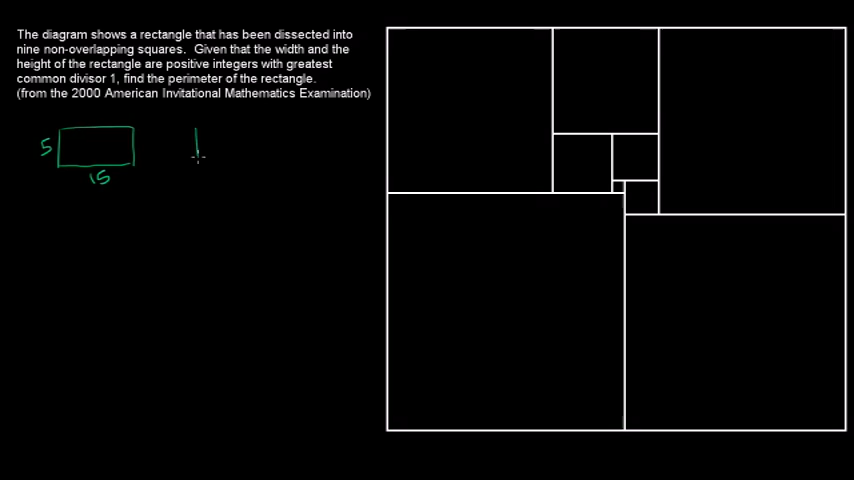 The diagram shows a rectangle that has been dissected into
nine non-overlapping squares. Given that the width and the
height of the rectangle are positive integers with greatest
common divisor 1, find the perimeter of the rectangle.
(from the 2000 American Invitational Mathematics Examination)
5
15